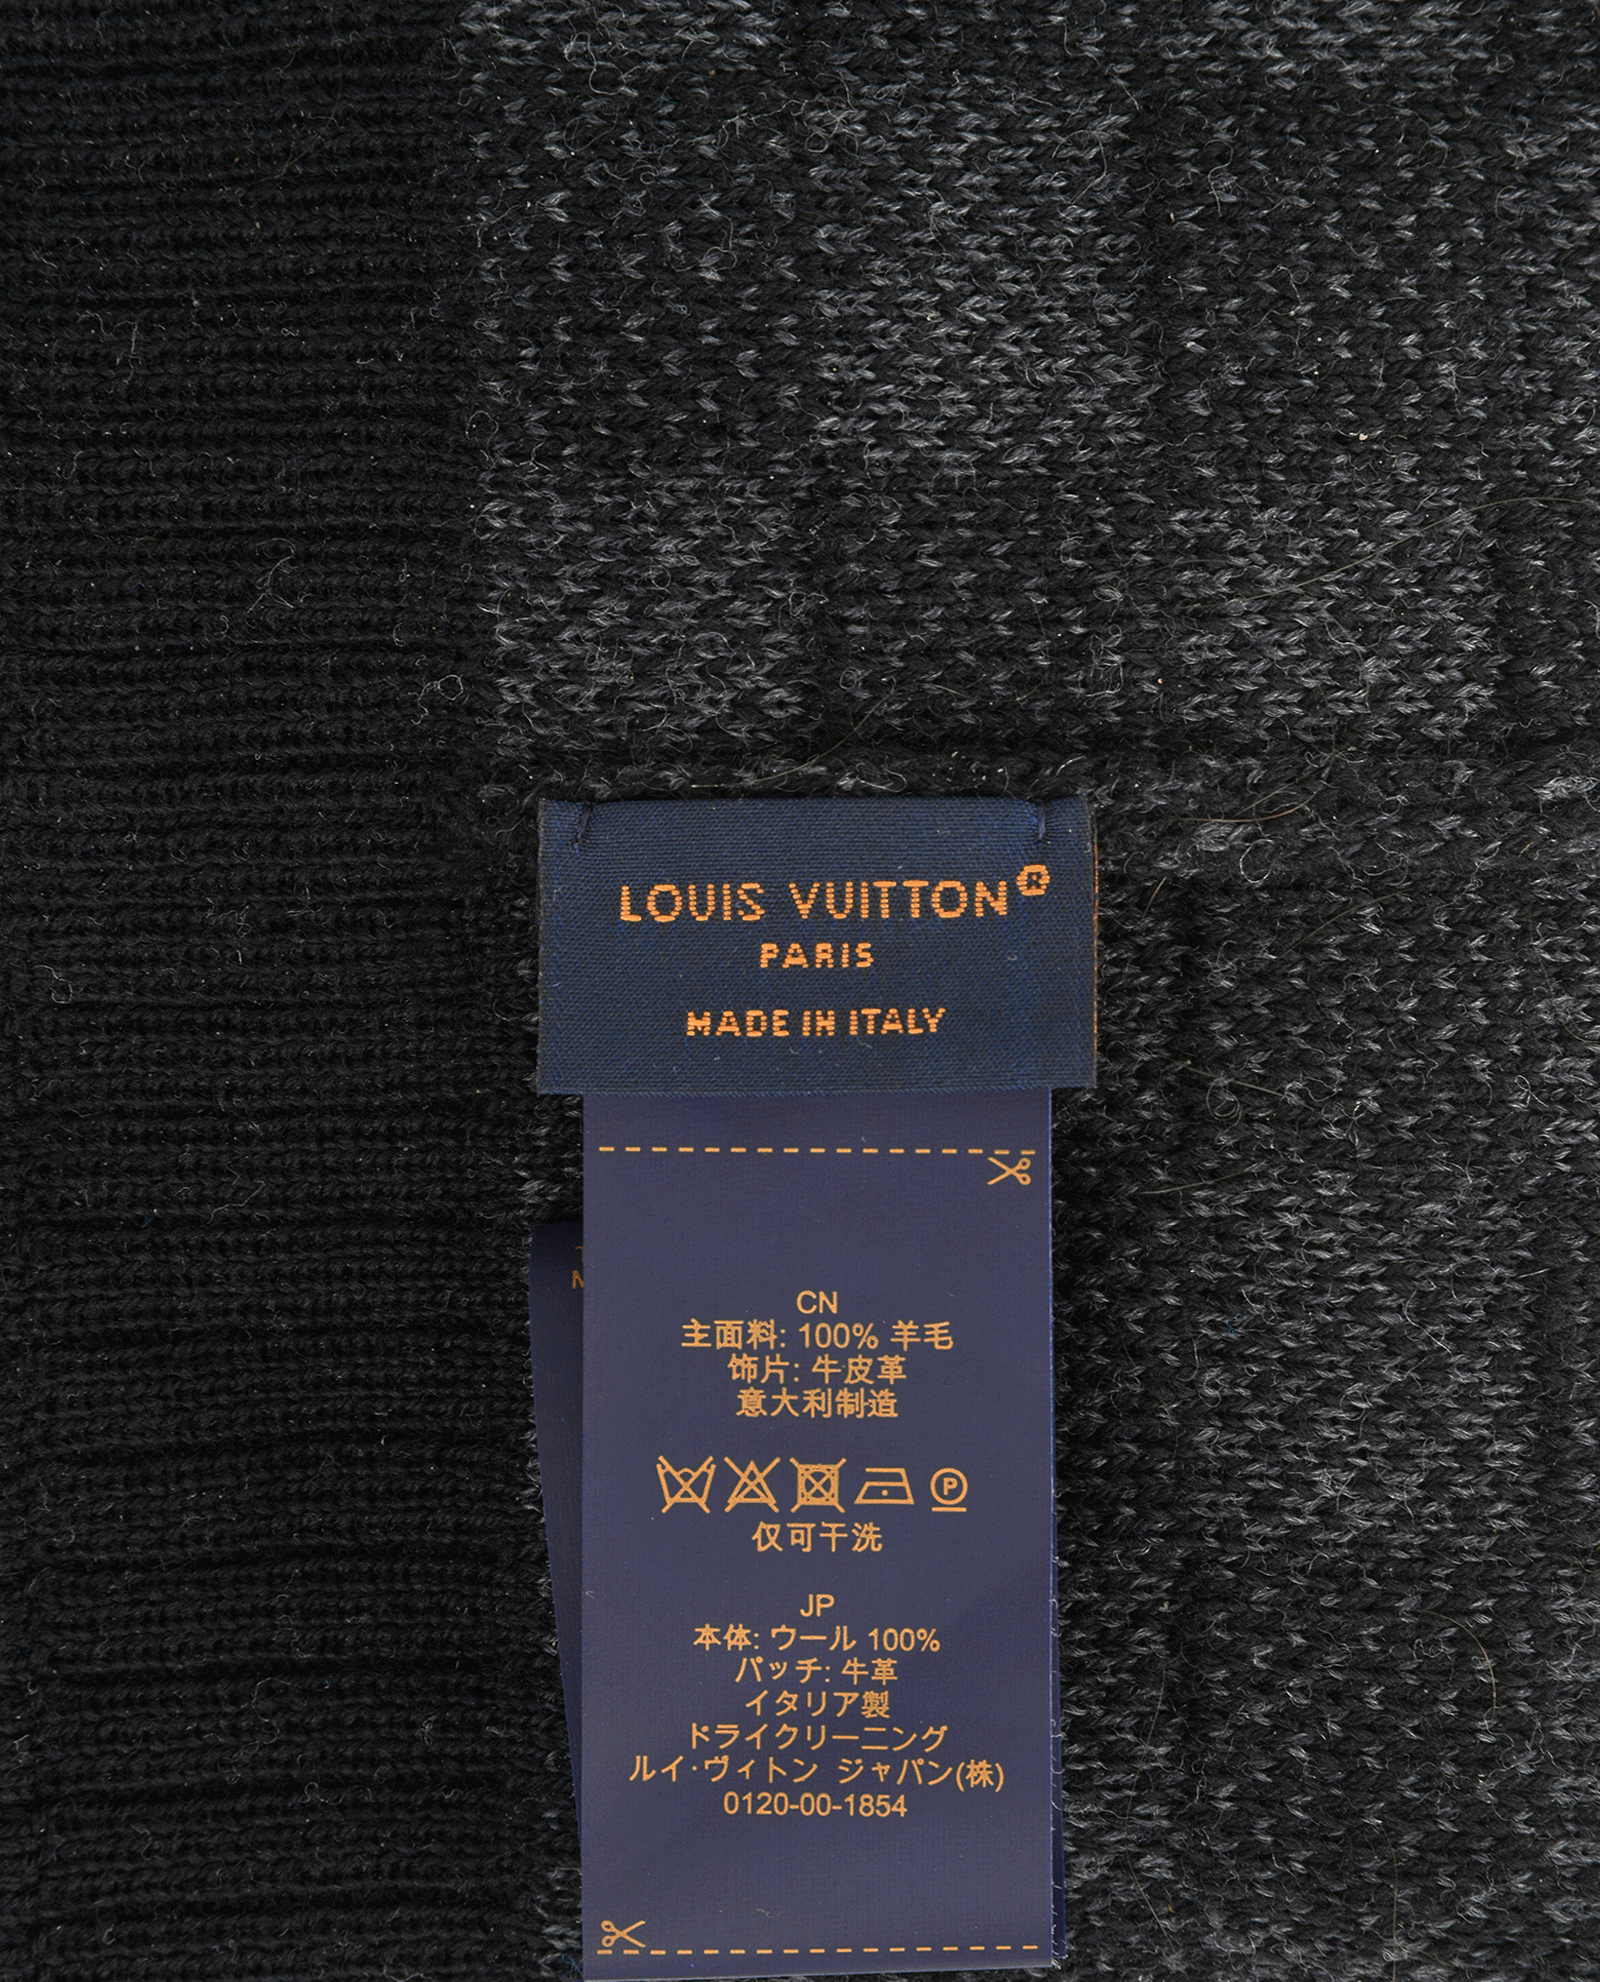 LOUIS VUITTON®
PARIS
MADE IN ITALY
CN
主面料: 100% 羊毛
饰片: 牛皮革
意大利制造
P
仅可干洗
JP
本体: ウール 100%
パッチ: 牛革
イタリア製
ドライクリーニング
ルイ・ヴィトン ジャパン(株)
0120-00-1854